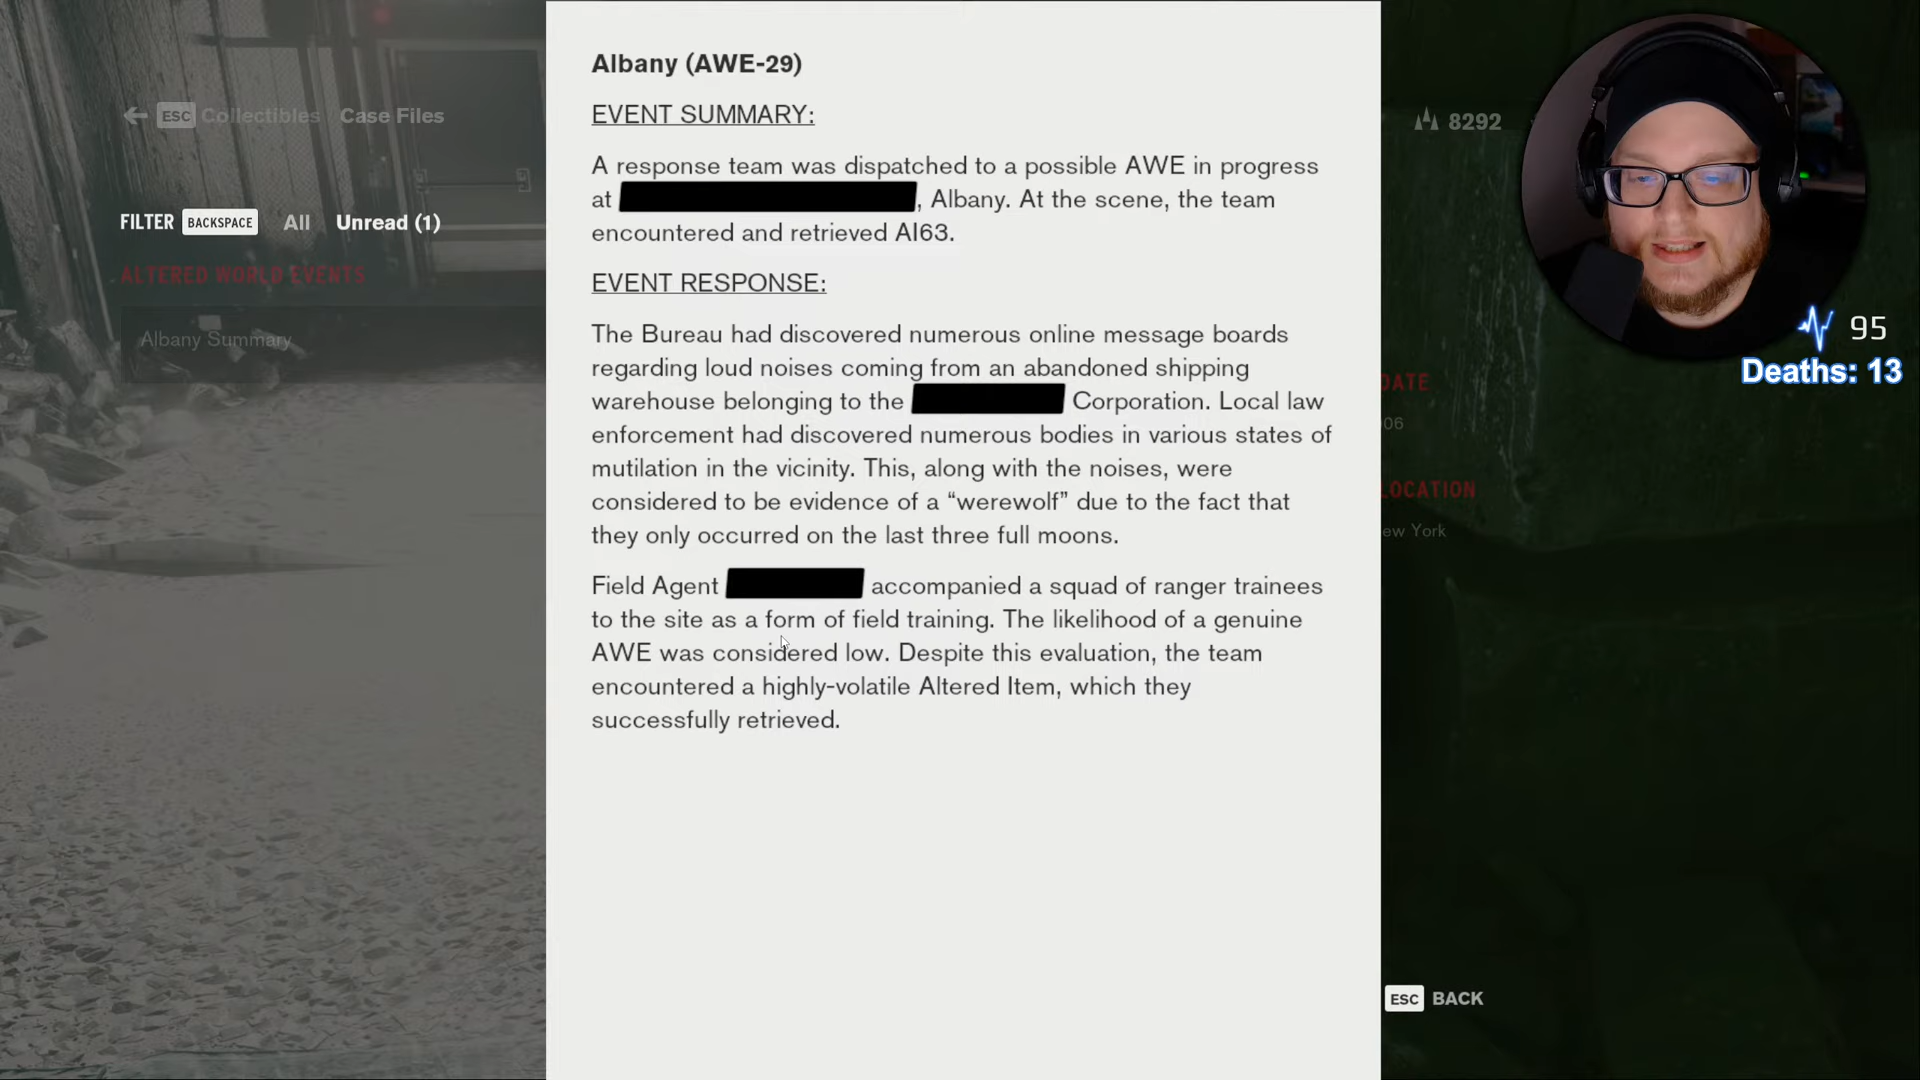 Albany (AWE-29)
EVENT SUMMARY:
A response team was dispatched to a possible AWE in progress
at , Albany. At the scene, the team
encountered and retrieved AI63.
EVENT RESPONSE:
The Bureau had discovered numerous online message boards
regarding loud noises coming from an abandoned shipping
warehouse belonging to the Corporation. Local law
enforcement had discovered numerous bodies in various states of
mutilation in the vicinity. This, along with the noises, were
considered to be evidence of a “werewolf” due to the fact that
they only occurred on the last three full moons.
Field Agent accompanied a squad of ranger trainees
to the site as a form of field training. The likelihood of a genuine
AWE was considered low. Despite this evaluation, the team
encountered a highly-volatile Altered Item, which they
successfully retrieved.
ESC Collectibles Case Files
FILTER BACKSPACE All Unread (1)
ALTERED WORLD EVENTS
Albany Summary
8292
95
Deaths: 13
DATE
06
LOCATION
ew York
ESC BACK